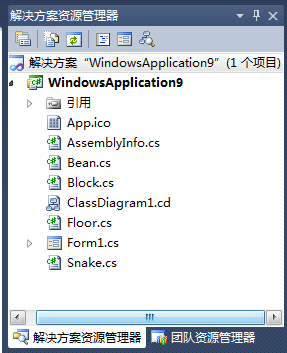 解决方案资源管理器
解决方案“WindowsApplication9”(1 个项目)
WindowsApplication9
引用
App.ico
AssemblyInfo.cs
Bean.cs
Block.cs
ClassDiagram1.cd
Floor.cs
Form1.cs
Snake.cs
解决方案资源管理器 团队资源管理器